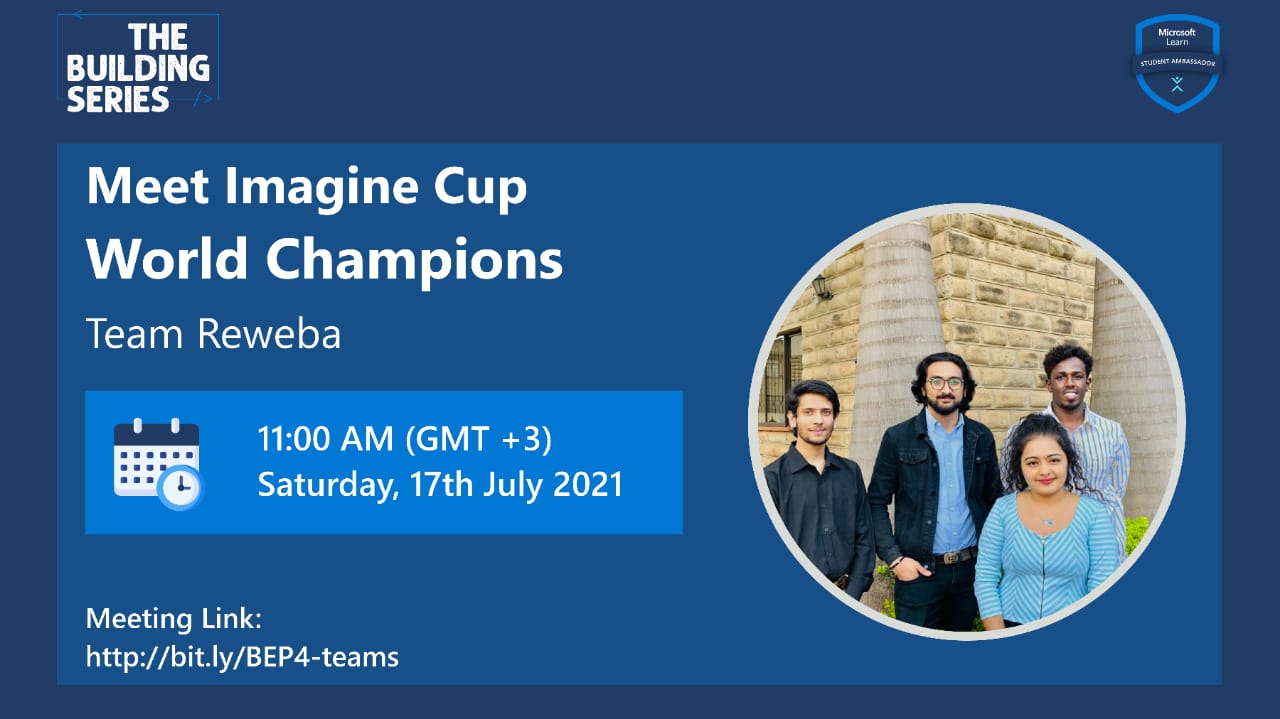 THE
BUILDING
SERIES
Microsoft
Learn
STUDENT AMBASSADOR
Meet Imagine Cup
World Champions
Team Reweba
11:00 AM (GMT +3)
Saturday, 17th July 2021
Meeting Link:
http://bit.ly/BEP4-teams